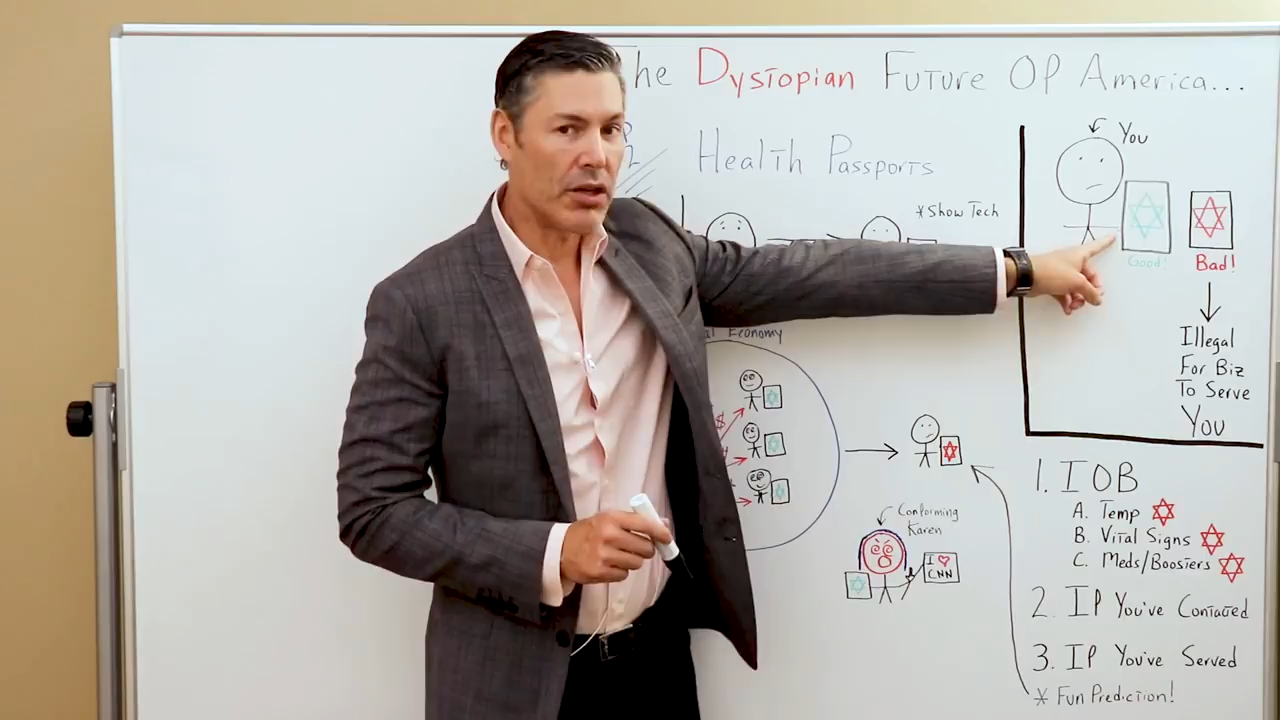 The Dystopian Future Of America...
Health Passports
*Show Tech
You
Good!
Bad!
Illegal
For Biz
To Serve
You
Economy
Conforming
Karen
I ♥
CNN
1. IOB
A. Temp
B. Vital Signs
C. Meds/Boosters
2. IP You've Contacted
3. IP You've Served
* Fun Prediction!